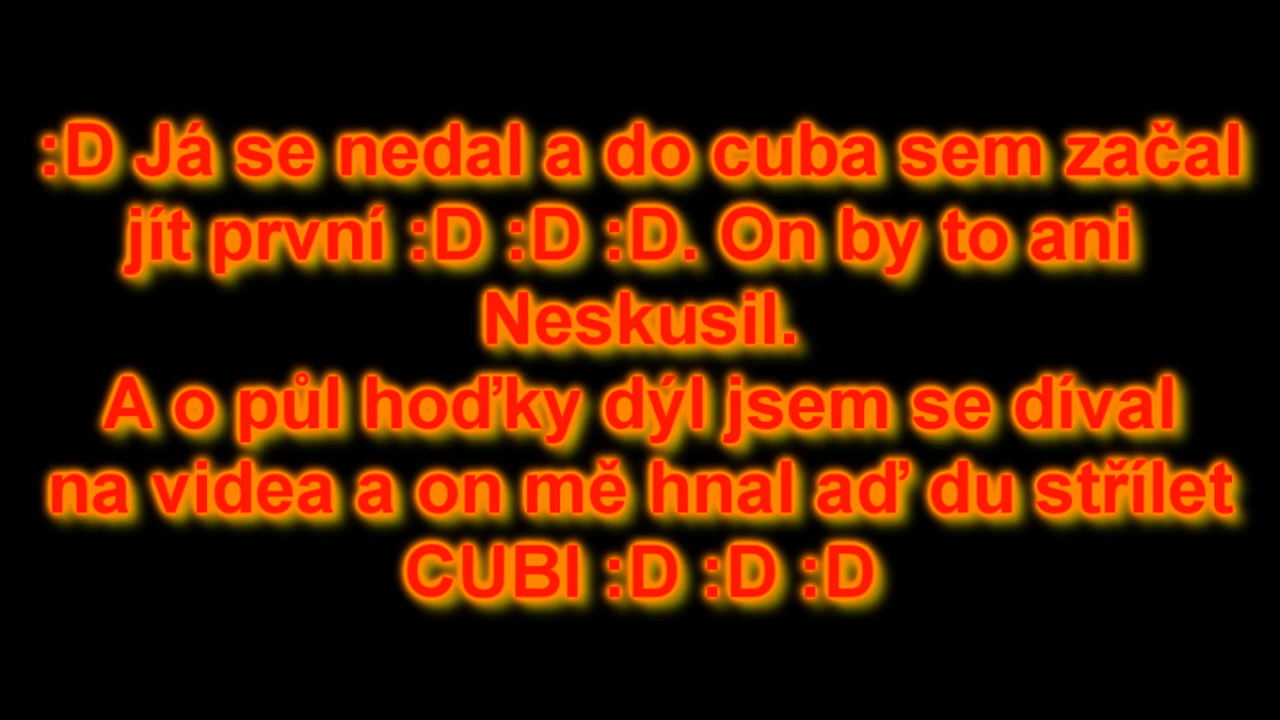 :D Já se nedal a do cuba sem začal
jít první :D :D :D. On by to ani
Neskusil.
A o půl hoďky dýl jsem se díval
na videa a on mě hnal aď du střílet
CUBI :D :D :D